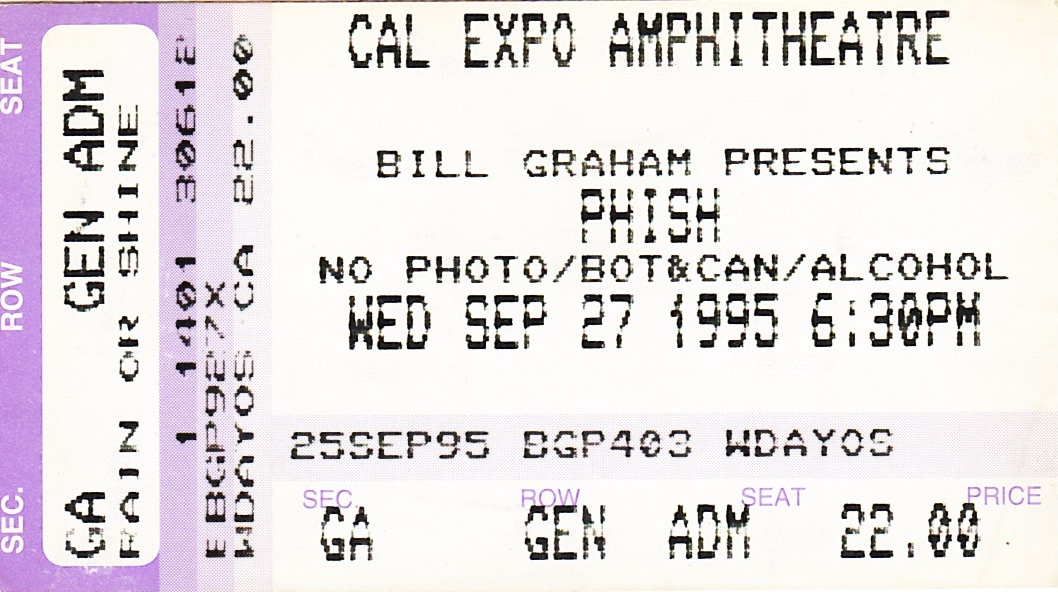 SEC. ROW SEAT
GA GEN ADM
RAIN OR SHINE
1 1401 3061E
E BGP927X
WDAYOS CA 22.00
CAL EXPO AMPHITHEATRE
BILL GRAHAM PRESENTS
PHISH
NO PHOTO/BOT&CAN/ALCOHOL
WED SEP 27 1995 6:30PM
25SEP95 BGP403 WDAYOS
SEC. ROW SEAT PRICE
GA GEN ADM 22.00